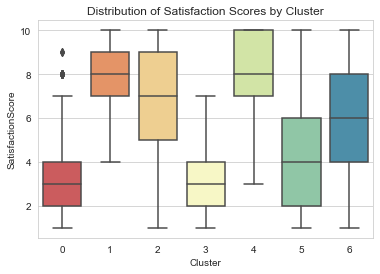 Distribution of Satisfaction Scores by Cluster
SatisfactionScore
10
8
6
4
2
0 1 2 3 4 5 6
Cluster